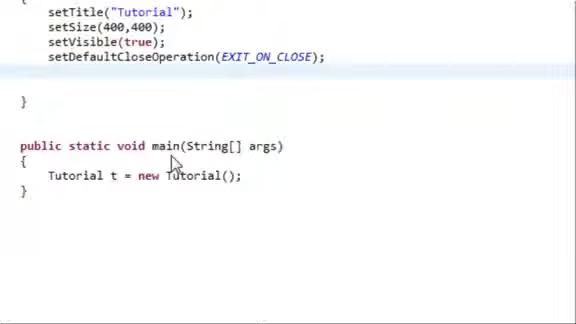 {
setTitle("Tutorial");
setSize(400,400);
setVisible(true);
setDefaultCloseOperation(EXIT_ON_CLOSE);
}
public static void main(String[] args)
{
Tutorial t = new Tutorial();
}